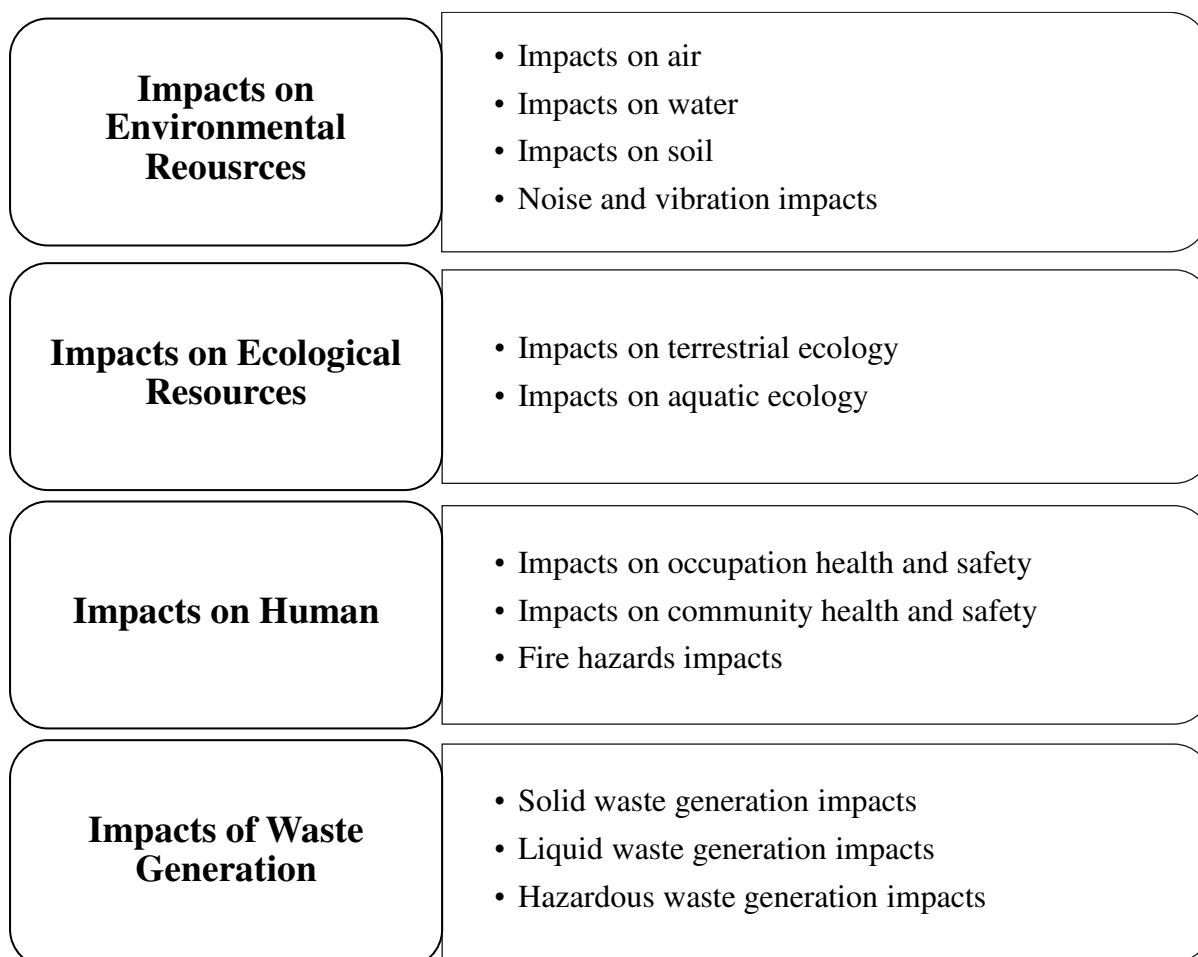 Impacts on
Environmental
Reousrces
• Impacts on air
• Impacts on water
• Impacts on soil
• Noise and vibration impacts
Impacts on Ecological
Resources
• Impacts on terrestrial ecology
• Impacts on aquatic ecology
Impacts on Human
• Impacts on occupation health and safety
• Impacts on community health and safety
• Fire hazards impacts
Impacts of Waste
Generation
• Solid waste generation impacts
• Liquid waste generation impacts
• Hazardous waste generation impacts